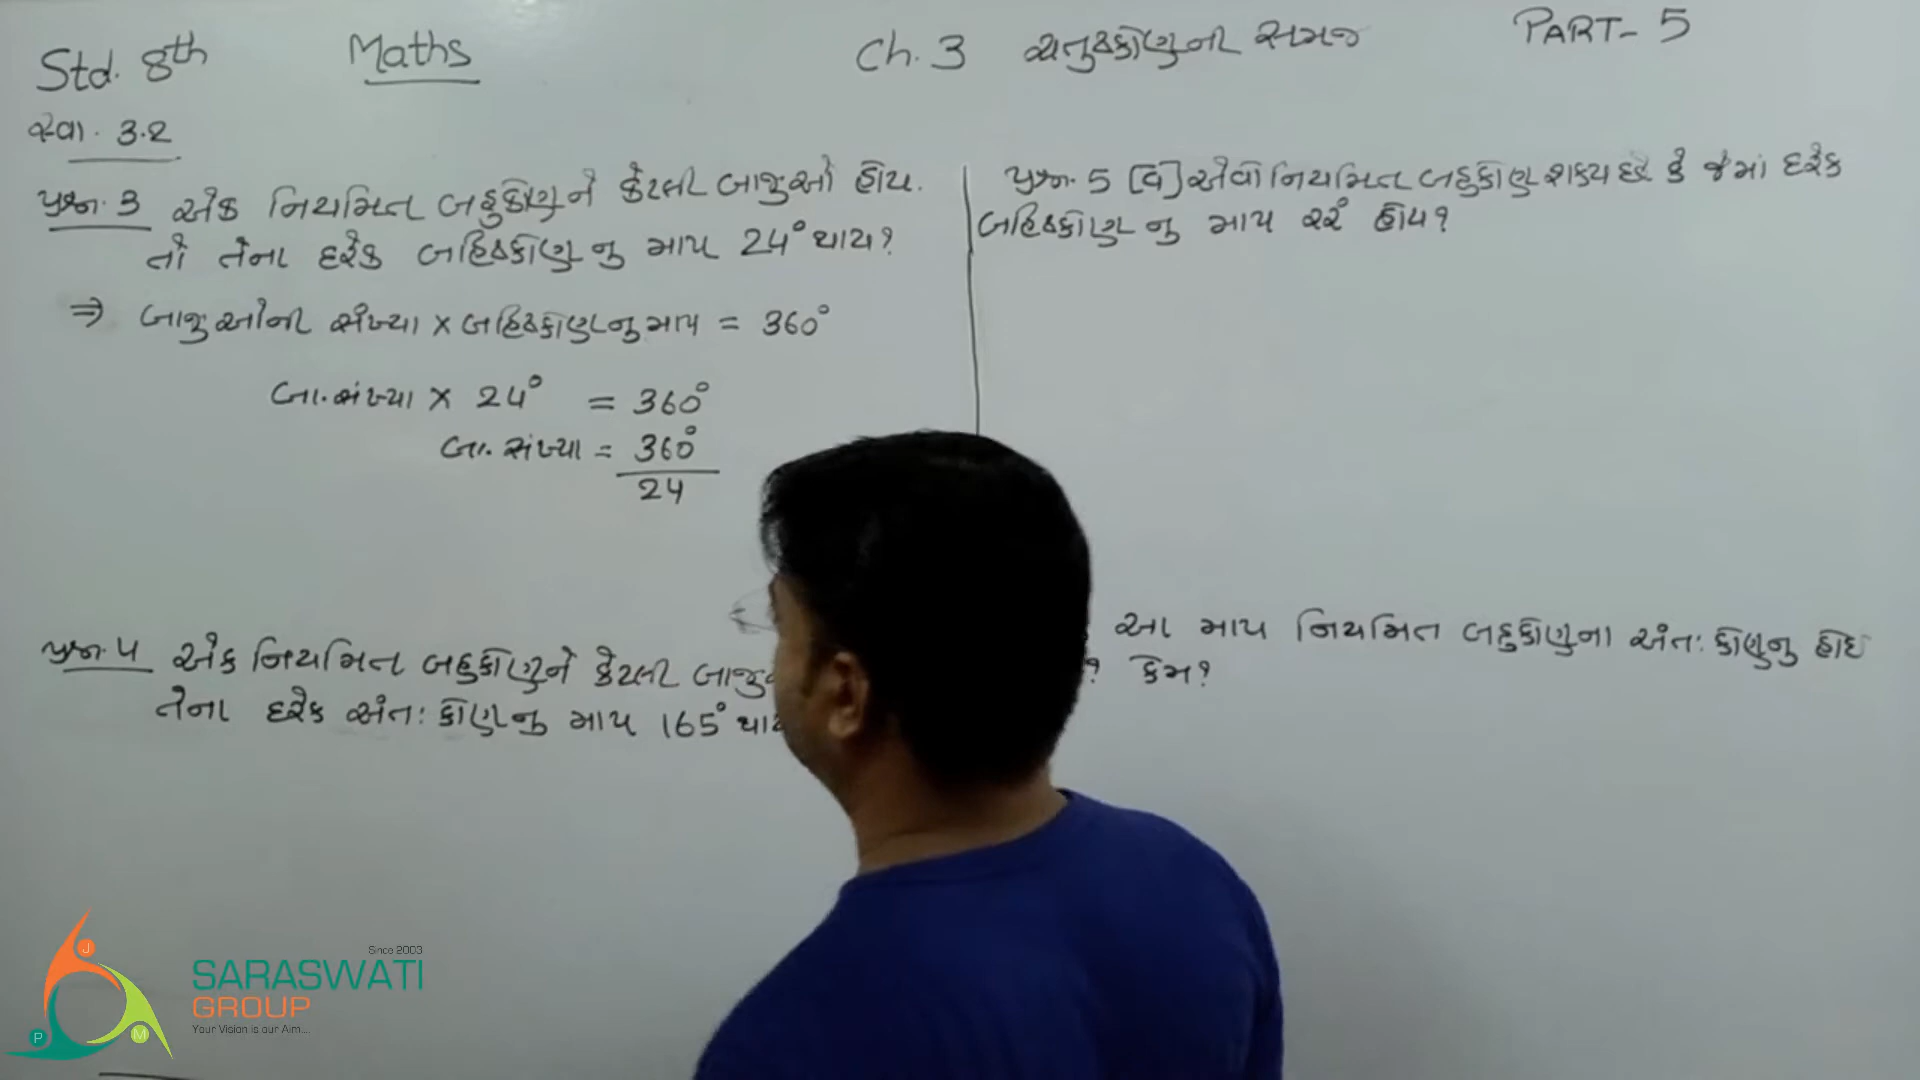 Std. 8th Maths Ch. 3 ચતુષ્કોણની સમજ PART- 5
સ્વા. 3.2
પ્રશ્ન. 3 એક નિયમિત બહુકોણને કેટલી બાજુઓ હોય.
તો તેના દરેક બહિષ્કોણનુ માપ 24° થાય?
⇒ બાજુઓની સંખ્યા × બહિષ્કોણનુ માપ = 360°
બા. સંખ્યા × 24° = 360°
બા. સંખ્યા = 360°
24
પ્રશ્ન. 4 એક નિયમિત બહુકોણને કેટલી
તેના દરેક અંતઃ કોણનુ માપ 165°
પ્રશ્ન. 5 એવો નિયમિત બહુકોણ શક્ય છે કે જેમાં દરેક
બહિષ્કોણનુ માપ 22° હોય?
આ માપ નિયમિત બહુકોણના અંતઃ કોણનુ
? કેમ?
Since 2003
SARASWATI
GROUP
Your Vision is our Aim....
J
P
M